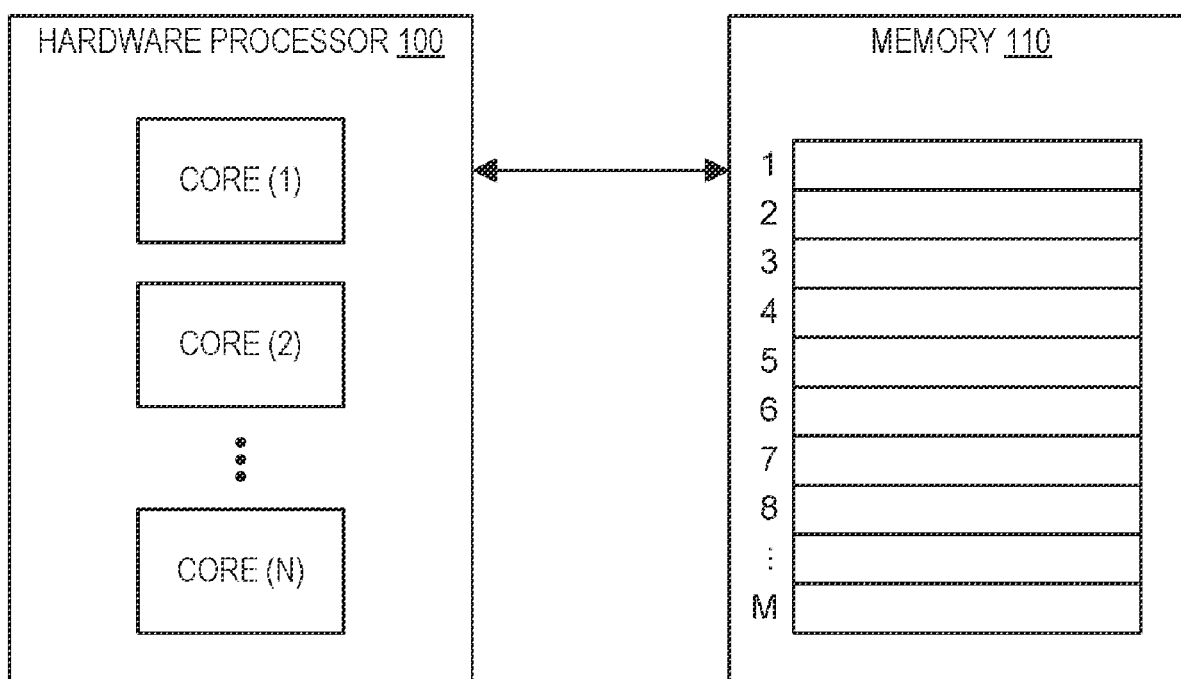 HARDWARE PROCESSOR 100
CORE (1)
CORE (2)
CORE (N)
MEMORY 110
1
2
3
4
5
6
7
8
⋮
M